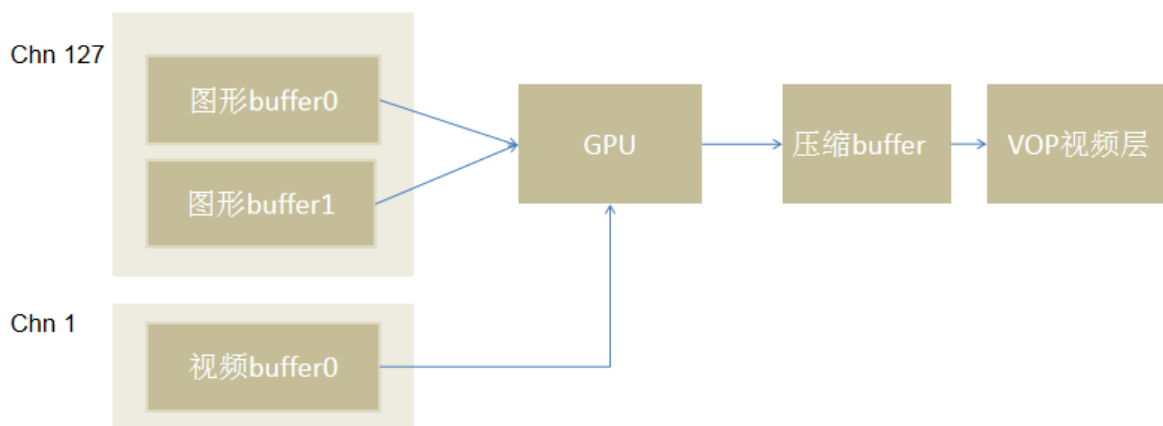 Chn 127
图形buffer0
图形buffer1
GPU
压缩buffer
VOP视频层
Chn 1
视频buffer0